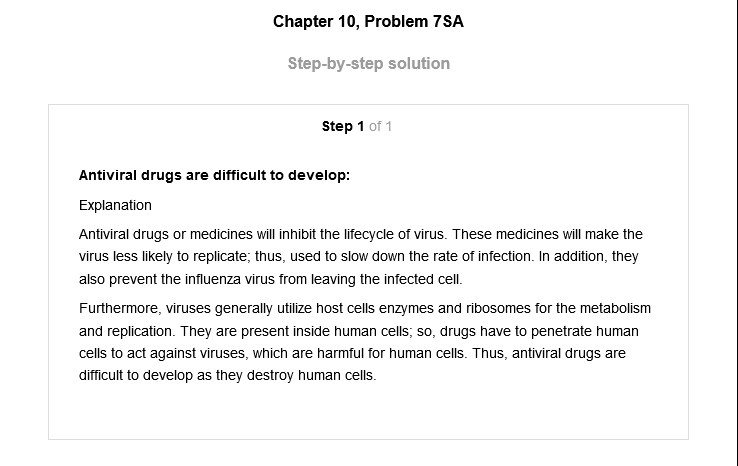 Chapter 10, Problem 7SA
Step-by-step solution
Step 1 of 1
Antiviral drugs are difficult to develop:
Explanation
Antiviral drugs or medicines will inhibit the lifecycle of virus. These medicines will make the
virus less likely to replicate; thus, used to slow down the rate of infection. In addition, they
also prevent the influenza virus from leaving the infected cell.
Furthermore, viruses generally utilize host cells enzymes and ribosomes for the metabolism
and replication. They are present inside human cells; so, drugs have to penetrate human
cells to act against viruses, which are harmful for human cells. Thus, antiviral drugs are
difficult to develop as they destroy human cells.